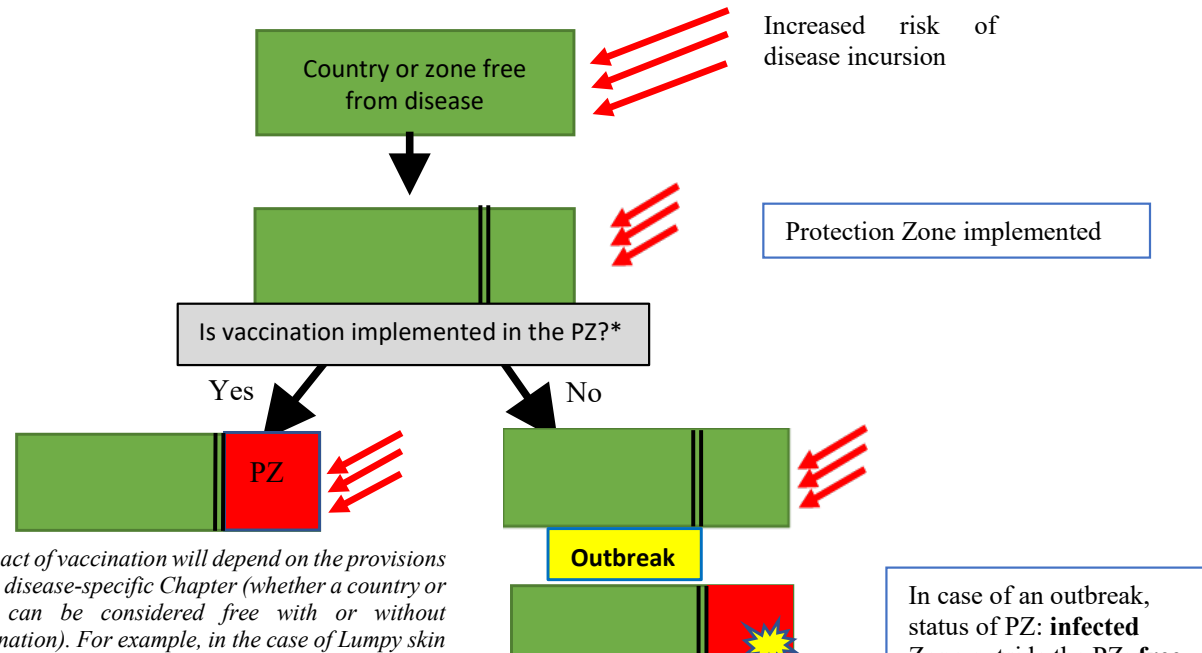 Increased risk of
disease incursion
Country or zone free
from disease
Protection Zone implemented
Is vaccination implemented in the PZ?*
Yes
No
PZ
act of vaccination will depend on the provisions
disease-specific Chapter (whether a country or
can be considered free with or without
nation). For example, in the case of Lumpy skin
Outbreak
In case of an outbreak,
status of PZ: infected